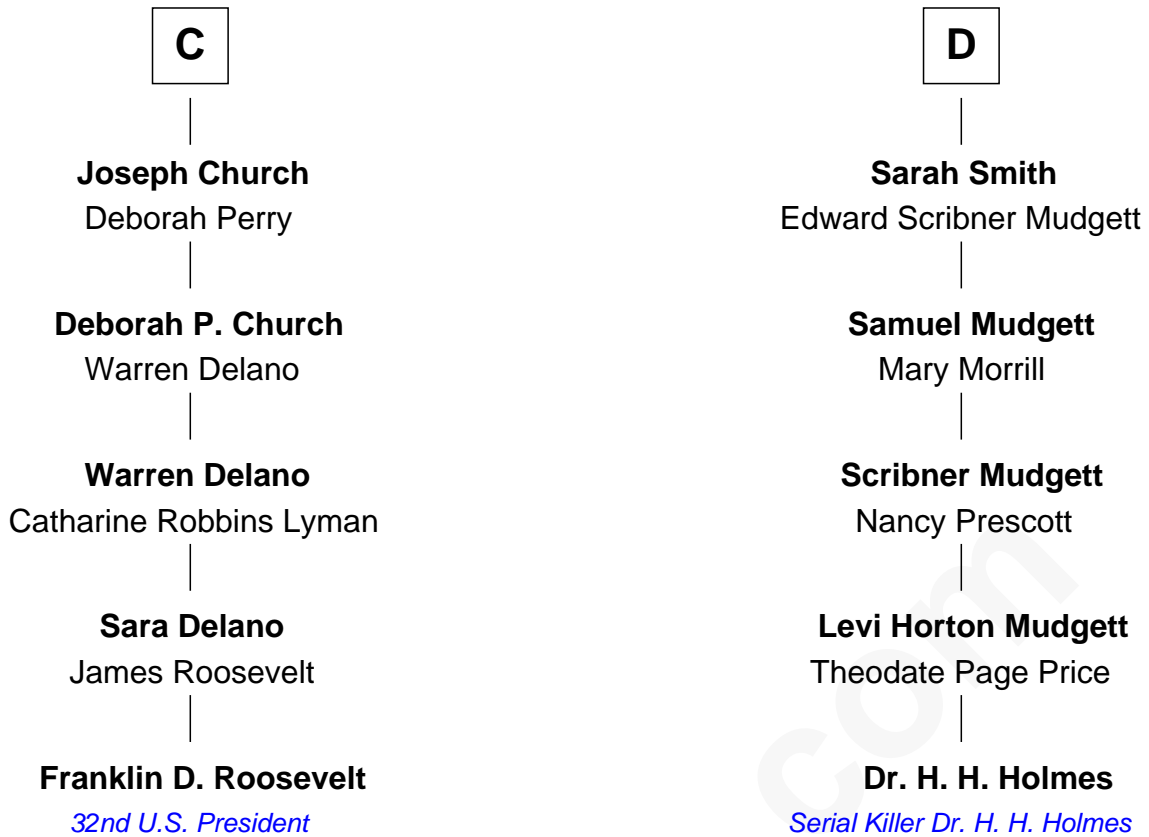 C
D
Joseph Church
Deborah Perry
Sarah Smith
Edward Scribner Mudgett
Deborah P. Church
Warren Delano
Samuel Mudgett
Mary Morrill
Warren Delano
Catharine Robbins Lyman
Scribner Mudgett
Nancy Prescott
Sara Delano
James Roosevelt
Levi Horton Mudgett
Theodate Page Price
Franklin D. Roosevelt
32nd U.S. President
Dr. H. H. Holmes
Serial Killer Dr. H. H. Holmes
com